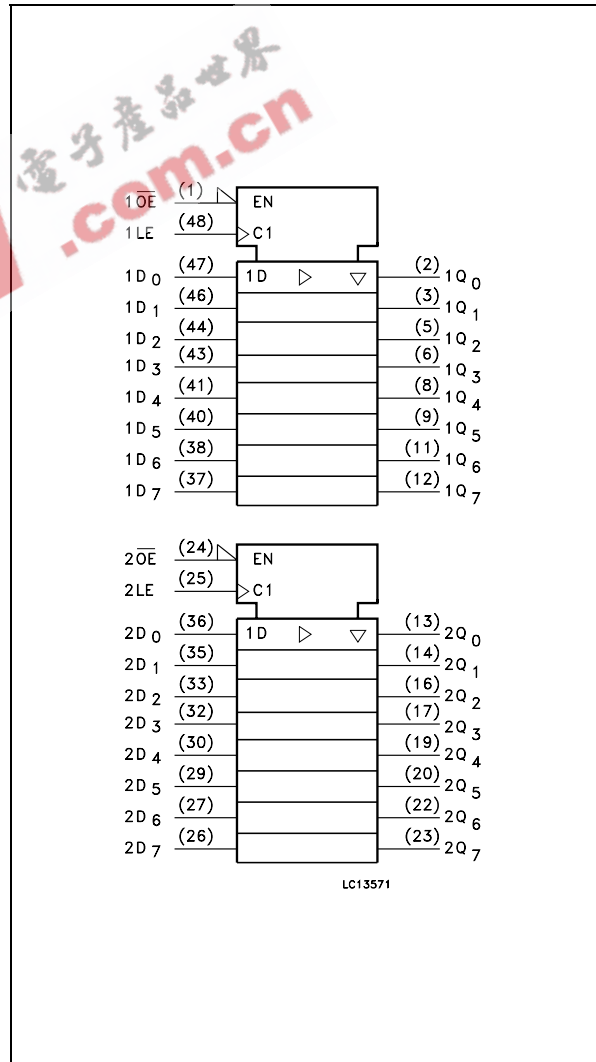 電子產品世界
.com.cn
1O̅E̅ (1) EN
1LE (48) C1
1D0 (47) 1D (2) 1Q0
1D1 (46) (3) 1Q1
1D2 (44) (5) 1Q2
1D3 (43) (6) 1Q3
1D4 (41) (8) 1Q4
1D5 (40) (9) 1Q5
1D6 (38) (11) 1Q6
1D7 (37) (12) 1Q7
2O̅E̅ (24) EN
2LE (25) C1
2D0 (36) 1D (13) 2Q0
2D1 (35) (14) 2Q1
2D2 (33) (16) 2Q2
2D3 (32) (17) 2Q3
2D4 (30) (19) 2Q4
2D5 (29) (20) 2Q5
2D6 (27) (22) 2Q6
2D7 (26) (23) 2Q7
LC13571